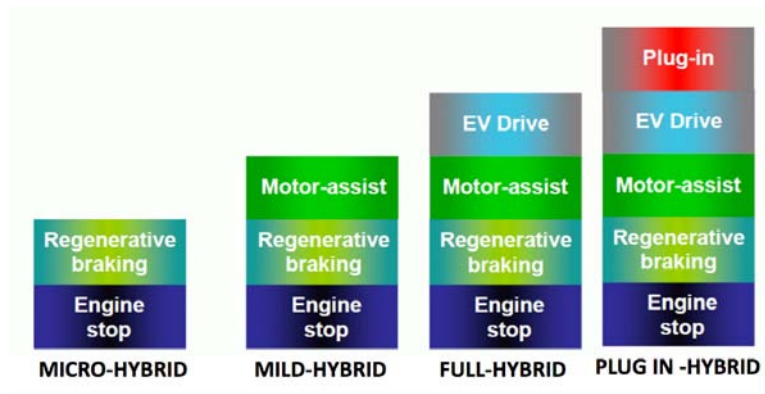 Plug-in
EV Drive
EV Drive
Motor-assist
Motor-assist
Motor-assist
Regenerative
braking
Regenerative
braking
Regenerative
braking
Regenerative
braking
Engine
stop
Engine
stop
Engine
stop
Engine
stop
MICRO-HYBRID
MILD-HYBRID
FULL-HYBRID
PLUG IN -HYBRID